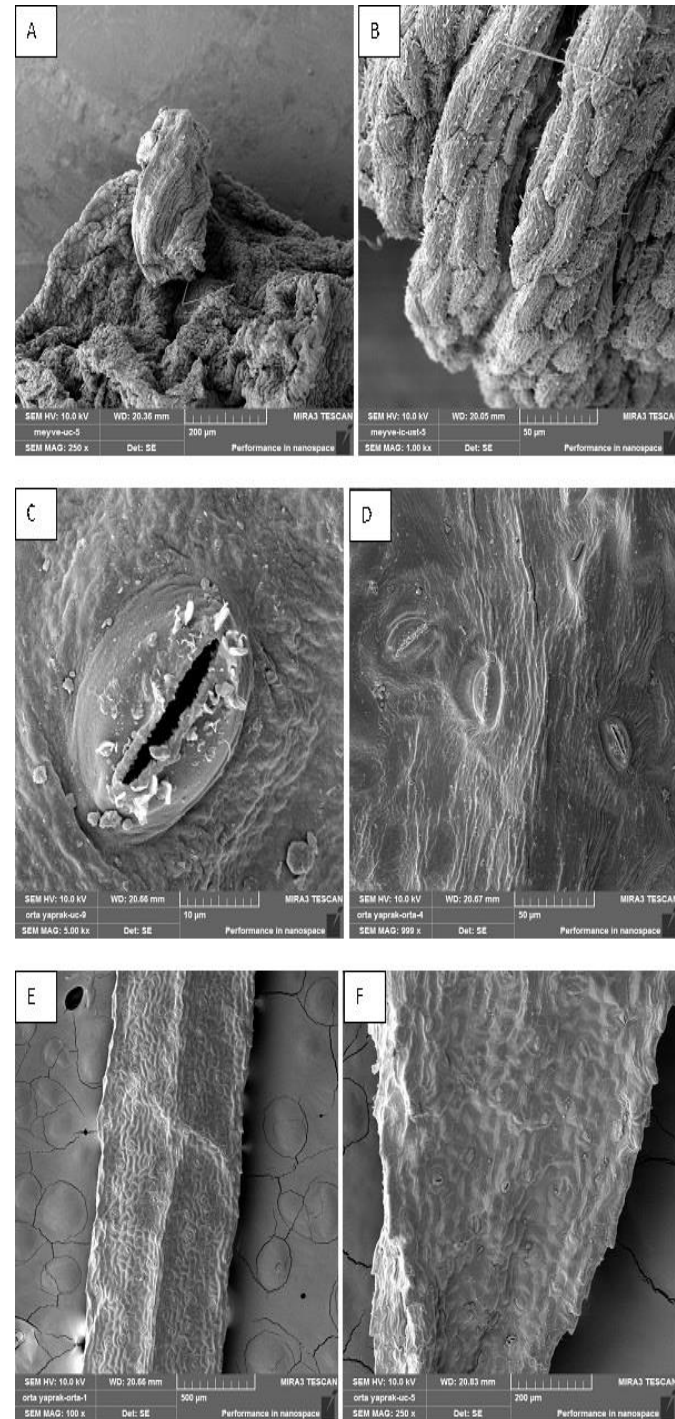 A
SEM HV: 10.0 kV WD: 20.36 mm MIRA3 TESCAN
meyve-uc-5 200 µm
SEM MAG: 250 x Det: SE Performance in nanospace
B
SEM HV: 10.0 kV WD: 20.05 mm MIRA3 TESCAN
meyve-ic-ust-5 50 µm
SEM MAG: 1.00 kx Det: SE Performance in nanospace
C
SEM HV: 10.0 kV WD: 20.66 mm MIRA3 TESCAN
orta yaprak-uc-9 10 µm
SEM MAG: 5.00 kx Det: SE Performance in nanospace
D
SEM HV: 10.0 kV WD: 20.67 mm MIRA3 TESCAN
orta yaprak-orta-4 50 µm
SEM MAG: 999 x Det: SE Performance in nanospace
E
SEM HV: 10.0 kV WD: 20.66 mm MIRA3 TESCAN
orta yaprak-orta-1 500 µm
SEM MAG: 100 x Det: SE Performance in nanospace
F
SEM HV: 10.0 kV WD: 20.83 mm MIRA3 TESCAN
orta yaprak-uc-5 200 µm
SEM MAG: 250 x Det: SE Performance in nanospace